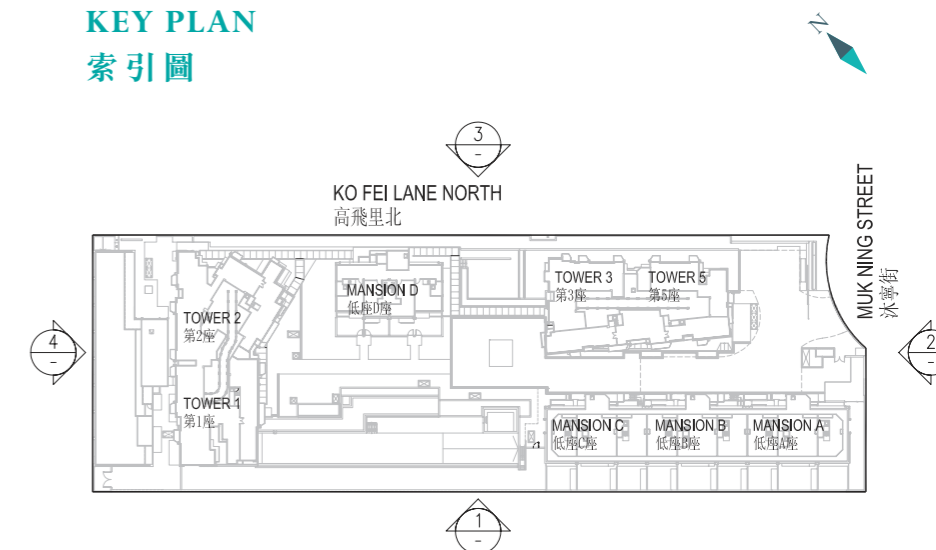 KEY PLAN
索引圖
N
3
-
KO FEI LANE NORTH
高飛里北
MUK NING STREET
沐寧街
TOWER 3
第3座
TOWER 5
第5座
MANSION D
低座D座
TOWER 2
第2座
4
-
2
-
TOWER 1
第1座
MANSION C
低座C座
MANSION B
低座B座
MANSION A
低座A座
1
-